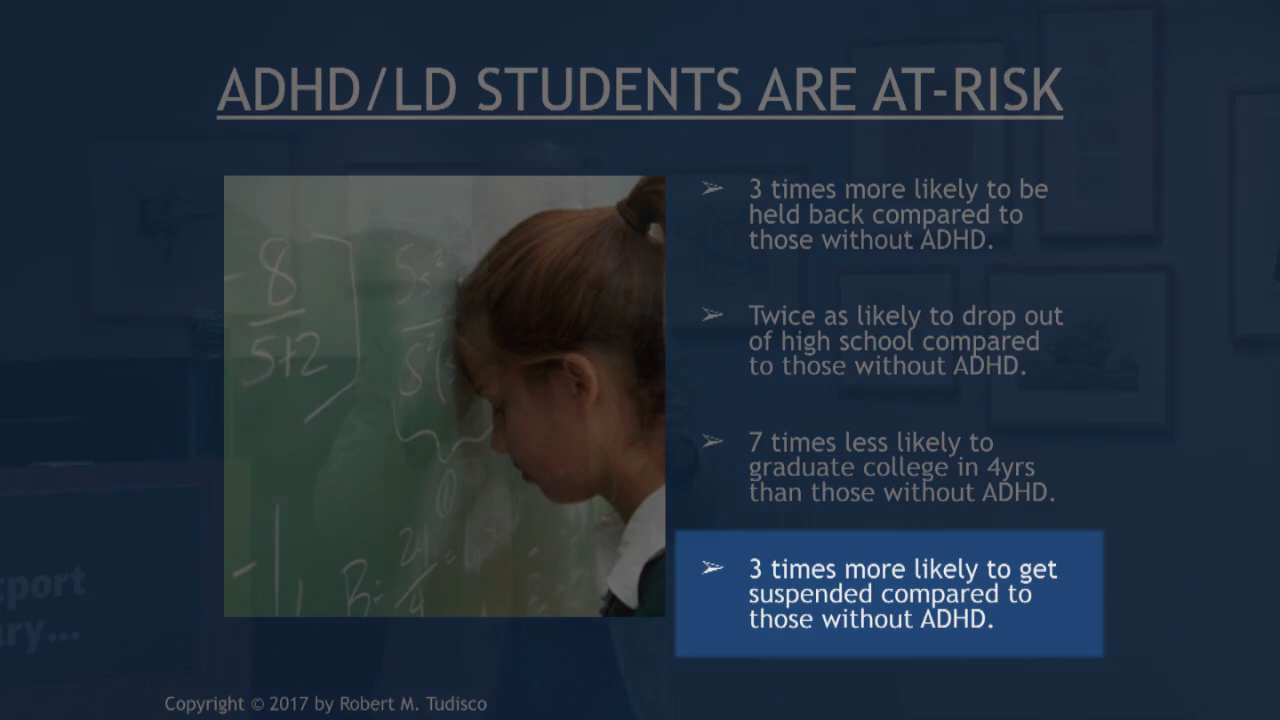 ADHD/LD STUDENTS ARE AT-RISK
➢ 3 times more likely to be
held back compared to
those without ADHD.
➢ Twice as likely to drop out
of high school compared
to those without ADHD.
➢ 7 times less likely to
graduate college in 4yrs
than those without ADHD.
➢ 3 times more likely to get
suspended compared to
those without ADHD.
8
5+2
Copyright © 2017 by Robert M. Tudisco